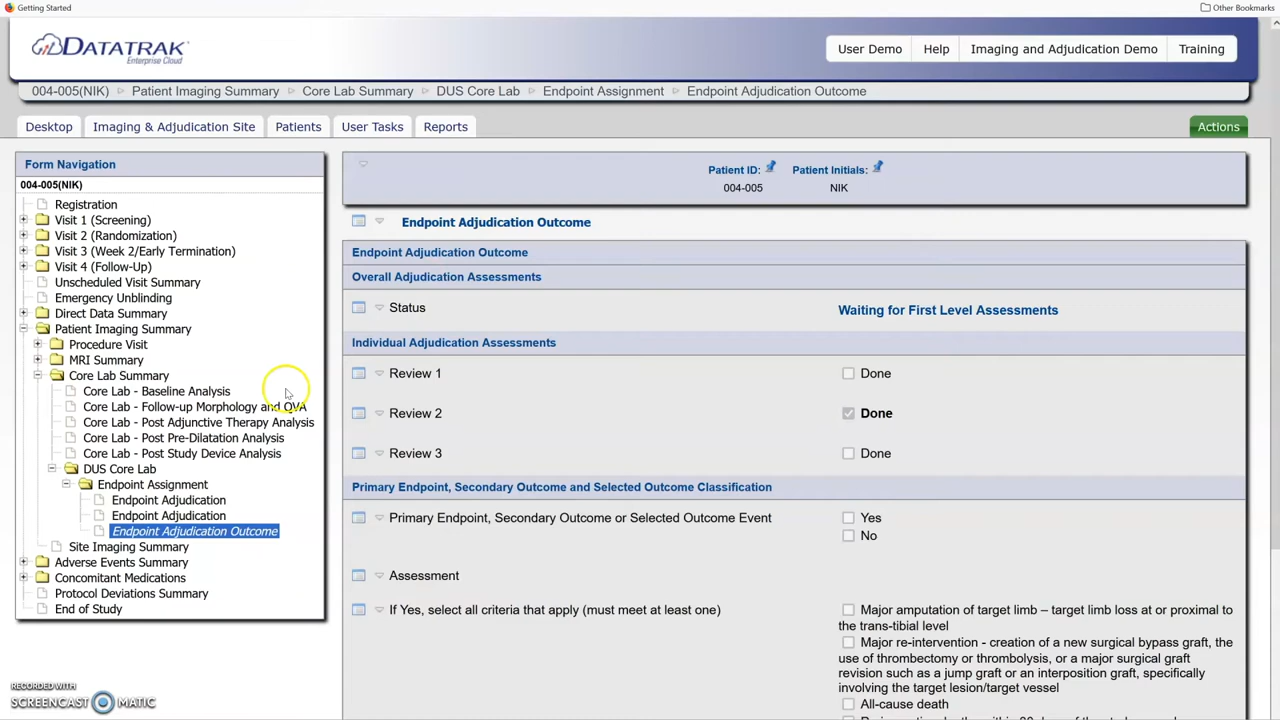 Getting Started
Other Bookmarks
DATATRAK
Enterprise Cloud
User Demo Help Imaging and Adjudication Demo Training
004-005(NIK) Patient Imaging Summary Core Lab Summary DUS Core Lab Endpoint Assignment Endpoint Adjudication Outcome
Desktop Imaging & Adjudication Site Patients User Tasks Reports Actions
Form Navigation
004-005(NIK)
Registration
Visit 1 (Screening)
Visit 2 (Randomization)
Visit 3 (Week 2/Early Termination)
Visit 4 (Follow-Up)
Unscheduled Visit Summary
Emergency Unblinding
Direct Data Summary
Patient Imaging Summary
Procedure Visit
MRI Summary
Core Lab Summary
Core Lab - Baseline Analysis
Core Lab - Follow-up Morphology and QVA
Core Lab - Post Adjunctive Therapy Analysis
Core Lab - Post Pre-Dilatation Analysis
Core Lab - Post Study Device Analysis
DUS Core Lab
Endpoint Assignment
Endpoint Adjudication
Endpoint Adjudication
Endpoint Adjudication Outcome
Site Imaging Summary
Adverse Events Summary
Concomitant Medications
Protocol Deviations Summary
End of Study
RECORDED WITH
SCREENCAST MATIC
Patient ID: Patient Initials:
004-005 NIK
Endpoint Adjudication Outcome
Endpoint Adjudication Outcome
Overall Adjudication Assessments
Status Waiting for First Level Assessments
Individual Adjudication Assessments
Review 1 Done
Review 2 Done
Review 3 Done
Primary Endpoint, Secondary Outcome and Selected Outcome Classification
Primary Endpoint, Secondary Outcome or Selected Outcome Event Yes
No
Assessment
If Yes, select all criteria that apply (must meet at least one) Major amputation of target limb – target limb loss at or proximal to
the trans-tibial level
Major re-intervention - creation of a new surgical bypass graft, the
use of thrombectomy or thrombolysis, or a major surgical graft
revision such as a jump graft or an interposition graft, specifically
involving the target lesion/target vessel
All-cause death